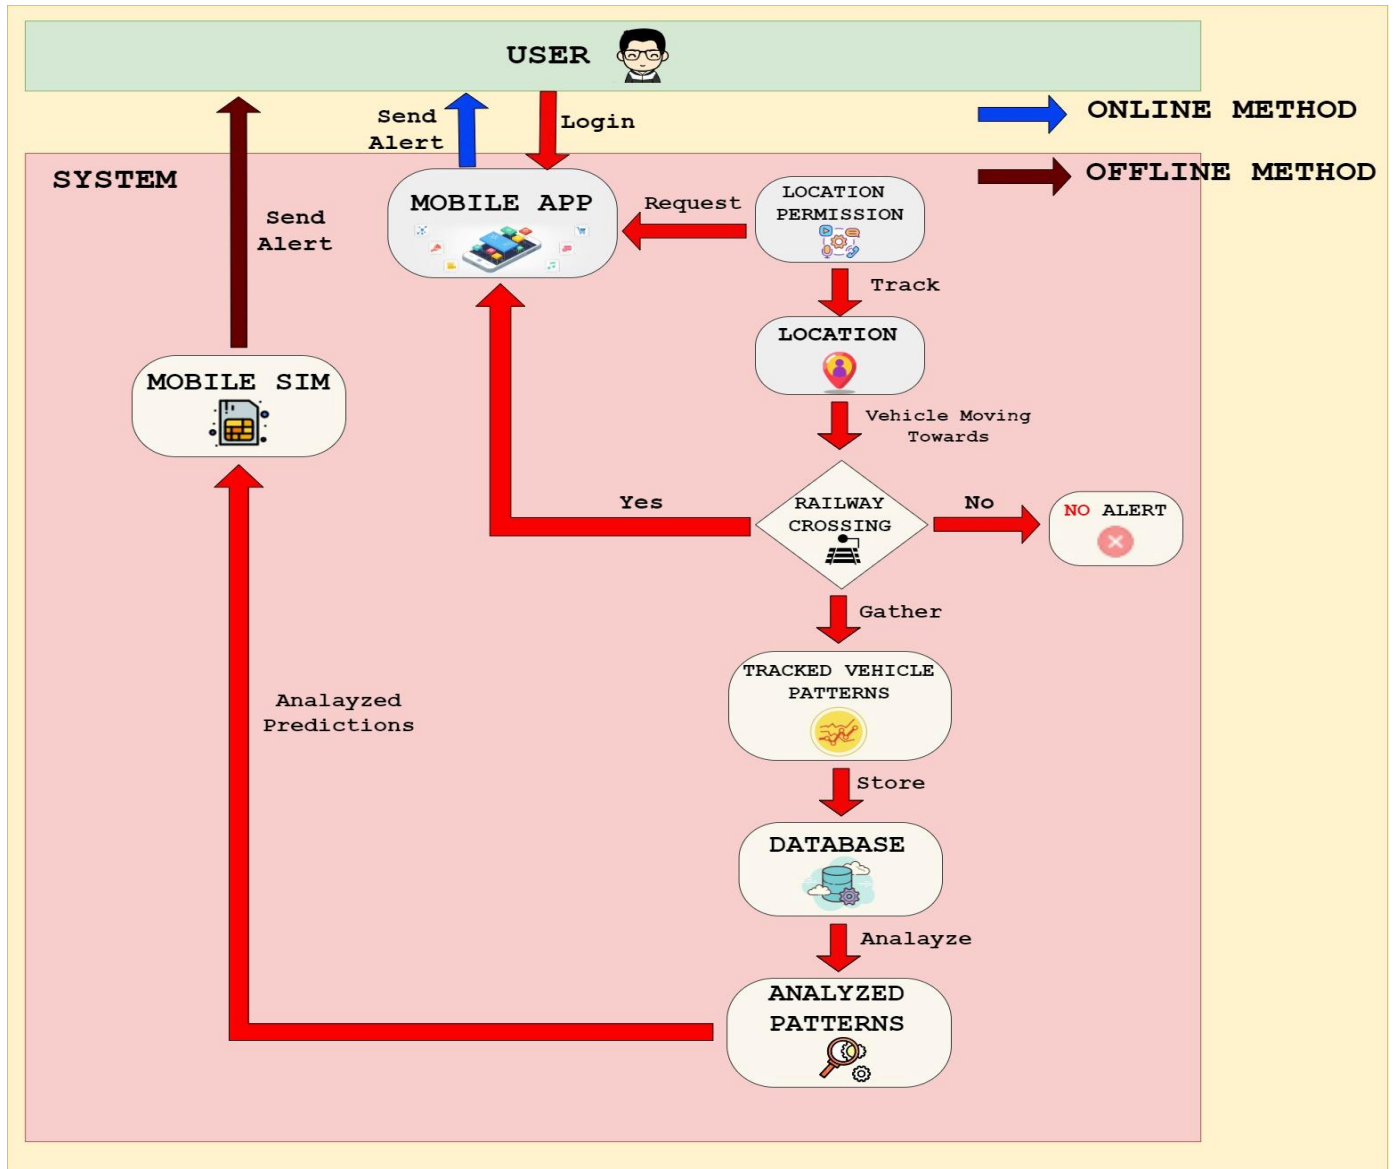 USER
Send
Alert
Login
ONLINE METHOD
OFFLINE METHOD
SYSTEM
Send
Alert
MOBILE APP
Request
LOCATION
PERMISSION
Track
LOCATION
MOBILE SIM
Vehicle Moving
Towards
Yes
RAILWAY
CROSSING
No
NO ALERT
Gather
TRACKED VEHICLE
PATTERNS
Analayzed
Predictions
Store
DATABASE
Analayze
ANALYZED
PATTERNS